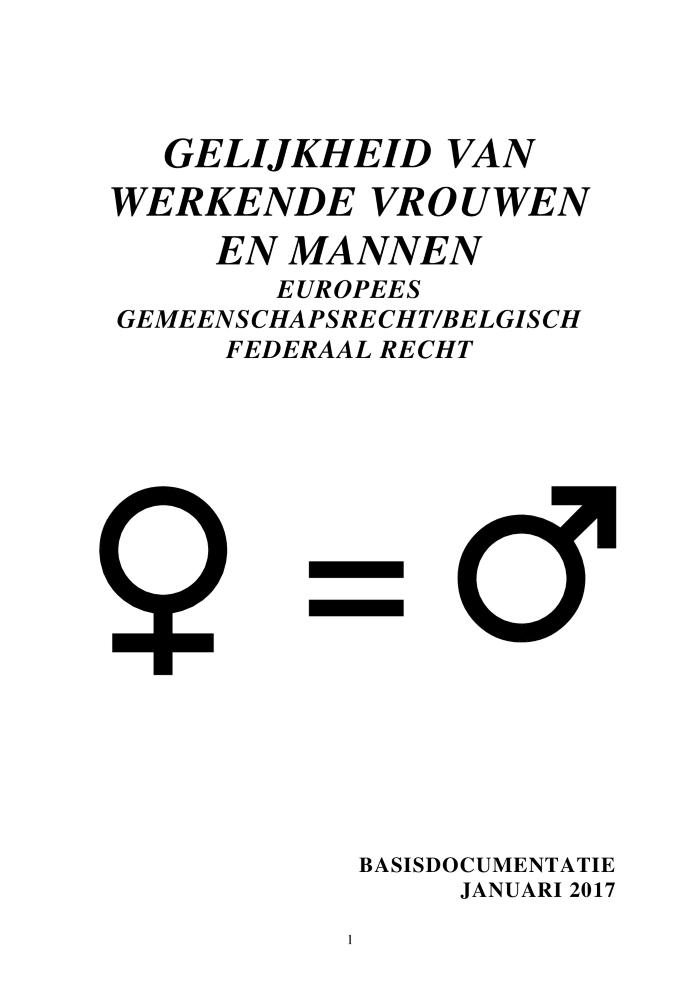 GELIJKHEID VAN
WERKENDE VROUWEN
EN MANNEN
EUROPEES
GEMEENSCHAPSRECHT/BELGISCH
FEDERAAL RECHT
♀ = ♂
BASISDOCUMENTATIE
JANUARI 2017
1